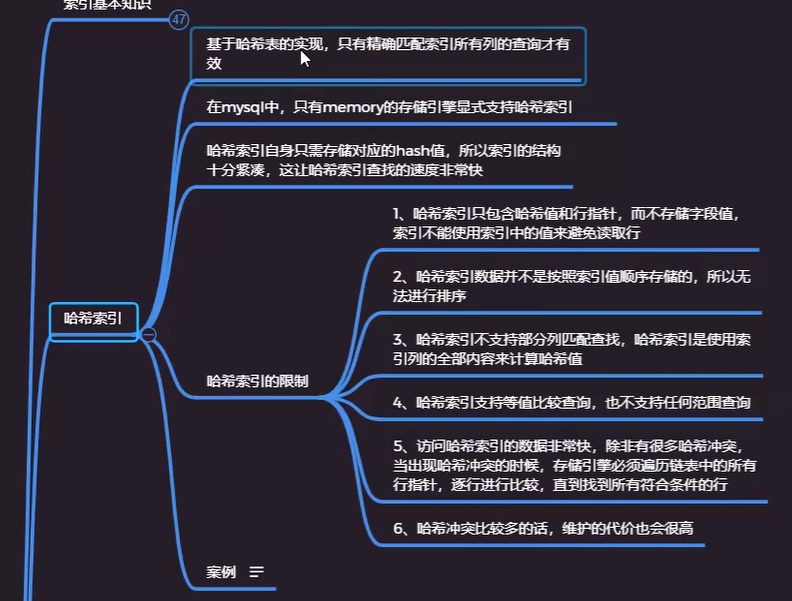 索引基本知识
47
基于哈希表的实现，只有精确匹配索引所有列的查询才有
效
在mysql中，只有memory的存储引擎显式支持哈希索引
哈希索引自身只需存储对应的hash值，所以索引的结构
十分紧凑，这让哈希索引查找的速度非常快
哈希索引
哈希索引的限制
1、哈希索引只包含哈希值和行指针，而不存储字段值，
索引不能使用索引中的值来避免读取行
2、哈希索引数据并不是按照索引值顺序存储的，所以无
法进行排序
3、哈希索引不支持部分列匹配查找，哈希索引是使用索
引列的全部内容来计算哈希值
4、哈希索引支持等值比较查询，也不支持任何范围查询
5、访问哈希索引的数据非常快，除非有很多哈希冲突，
当出现哈希冲突的时候，存储引擎必须遍历链表中的所有
行指针，逐行进行比较，直到找到所有符合条件的行
6、哈希冲突比较多的话，维护的代价也会很高
案例